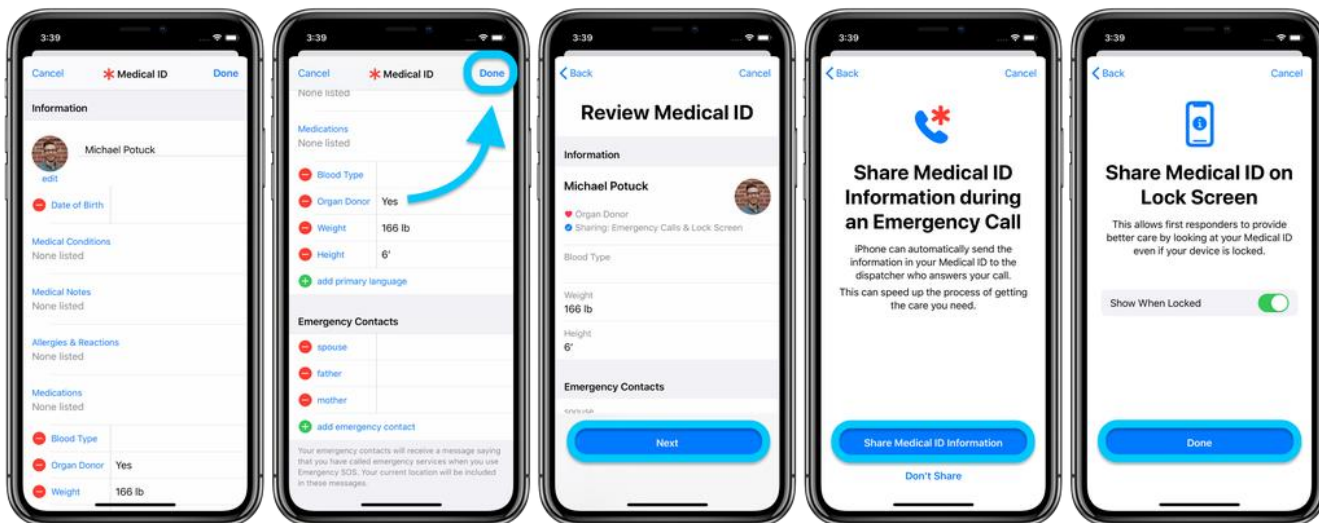 3:39
Cancel
Medical ID
Done
Information
Michael Potuck
edit
Date of Birth
Medical Conditions
None listed
Medical Notes
None listed
Allergies & Reactions
None listed
Medications
None listed
Blood Type
Organ Donor Yes
Weight 166 lb
3:39
Cancel
Medical ID
Done
None listed
Medications
None listed
Blood Type
Organ Donor Yes
Weight 166 lb
Height 6'
add primary language
Emergency Contacts
spouse
father
mother
add emergency contact
Your emergency contacts will receive a message saying
that you have called emergency services when you use
Emergency SOS. Your current location will be included
in these messages.
3:39
Back
Cancel
Review Medical ID
Information
Michael Potuck
Organ Donor
Sharing: Emergency Calls & Lock Screen
Blood Type
Weight
166 lb
Height
6'
Emergency Contacts
spouse
Next
3:39
Back
Cancel
Share Medical ID
Information during
an Emergency Call
iPhone can automatically send the
information in your Medical ID to the
dispatcher who answers your call.
This can speed up the process of getting
the care you need.
Share Medical ID Information
Don't Share
3:39
Back
Cancel
Share Medical ID on
Lock Screen
This allows first responders to provide
better care by looking at your Medical ID
even if your device is locked.
Show When Locked
Done